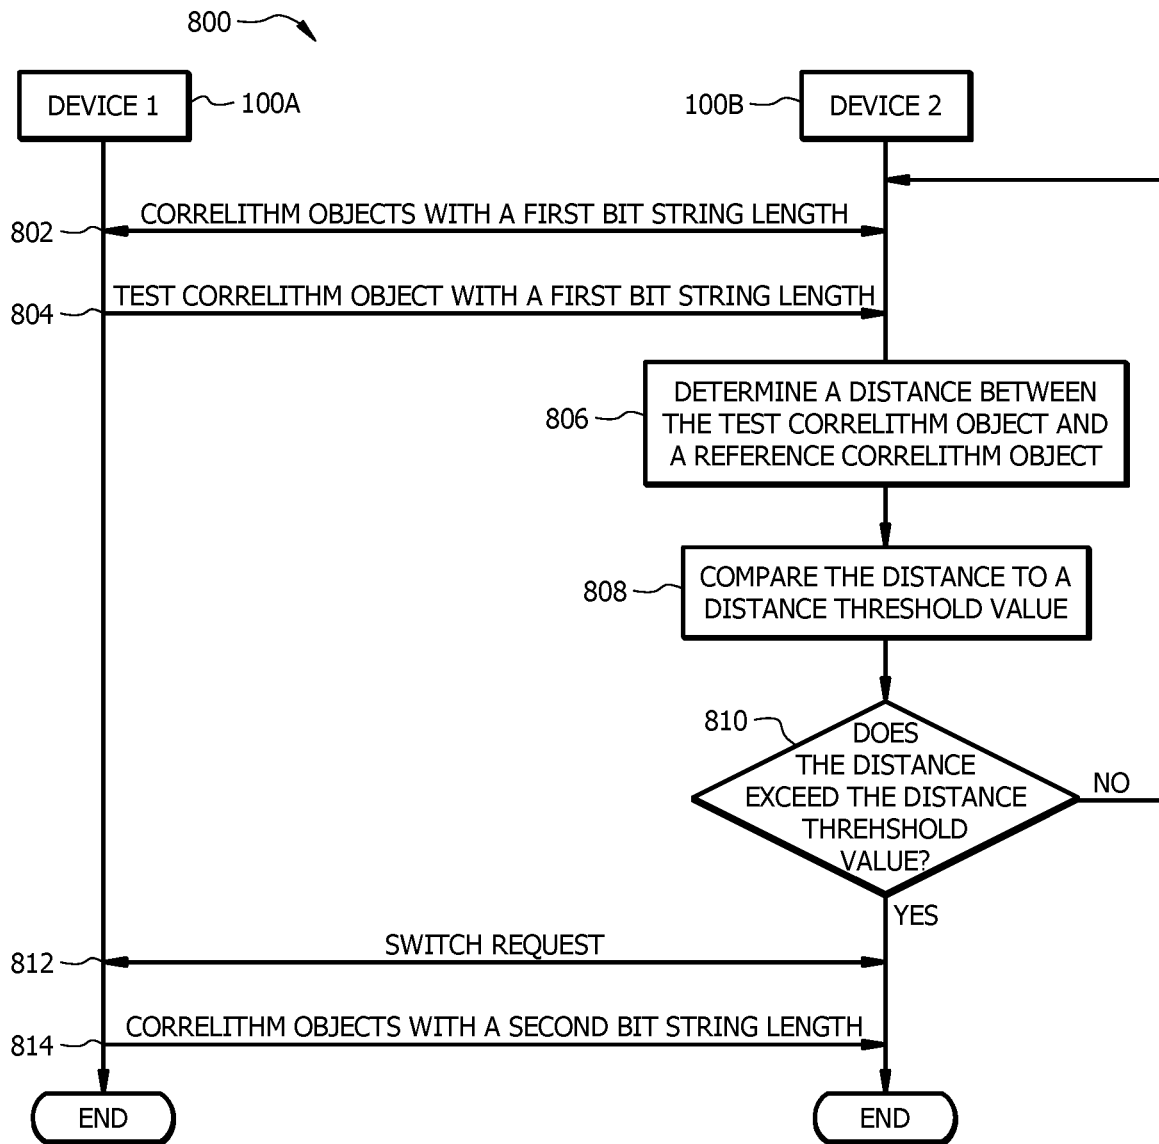 800
DEVICE 1
100A
100B
DEVICE 2
CORRELITHM OBJECTS WITH A FIRST BIT STRING LENGTH
802
TEST CORRELITHM OBJECT WITH A FIRST BIT STRING LENGTH
804
806
DETERMINE A DISTANCE BETWEEN
THE TEST CORRELITHM OBJECT AND
A REFERENCE CORRELITHM OBJECT
808
COMPARE THE DISTANCE TO A
DISTANCE THRESHOLD VALUE
810
DOES
THE DISTANCE
EXCEED THE DISTANCE
THREHSHOLD
VALUE?
NO
YES
SWITCH REQUEST
812
CORRELITHM OBJECTS WITH A SECOND BIT STRING LENGTH
814
END
END